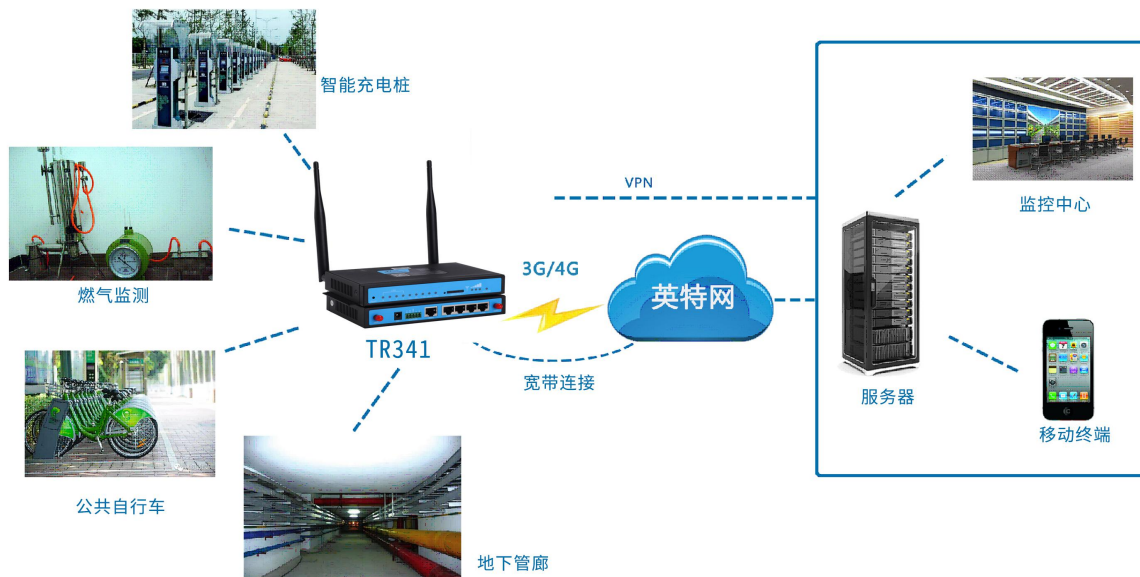 智能充电桩
VPN
监控中心
燃气监测
3G/4G
英特网
TR341
宽带连接
服务器
移动终端
公共自行车
地下管廊